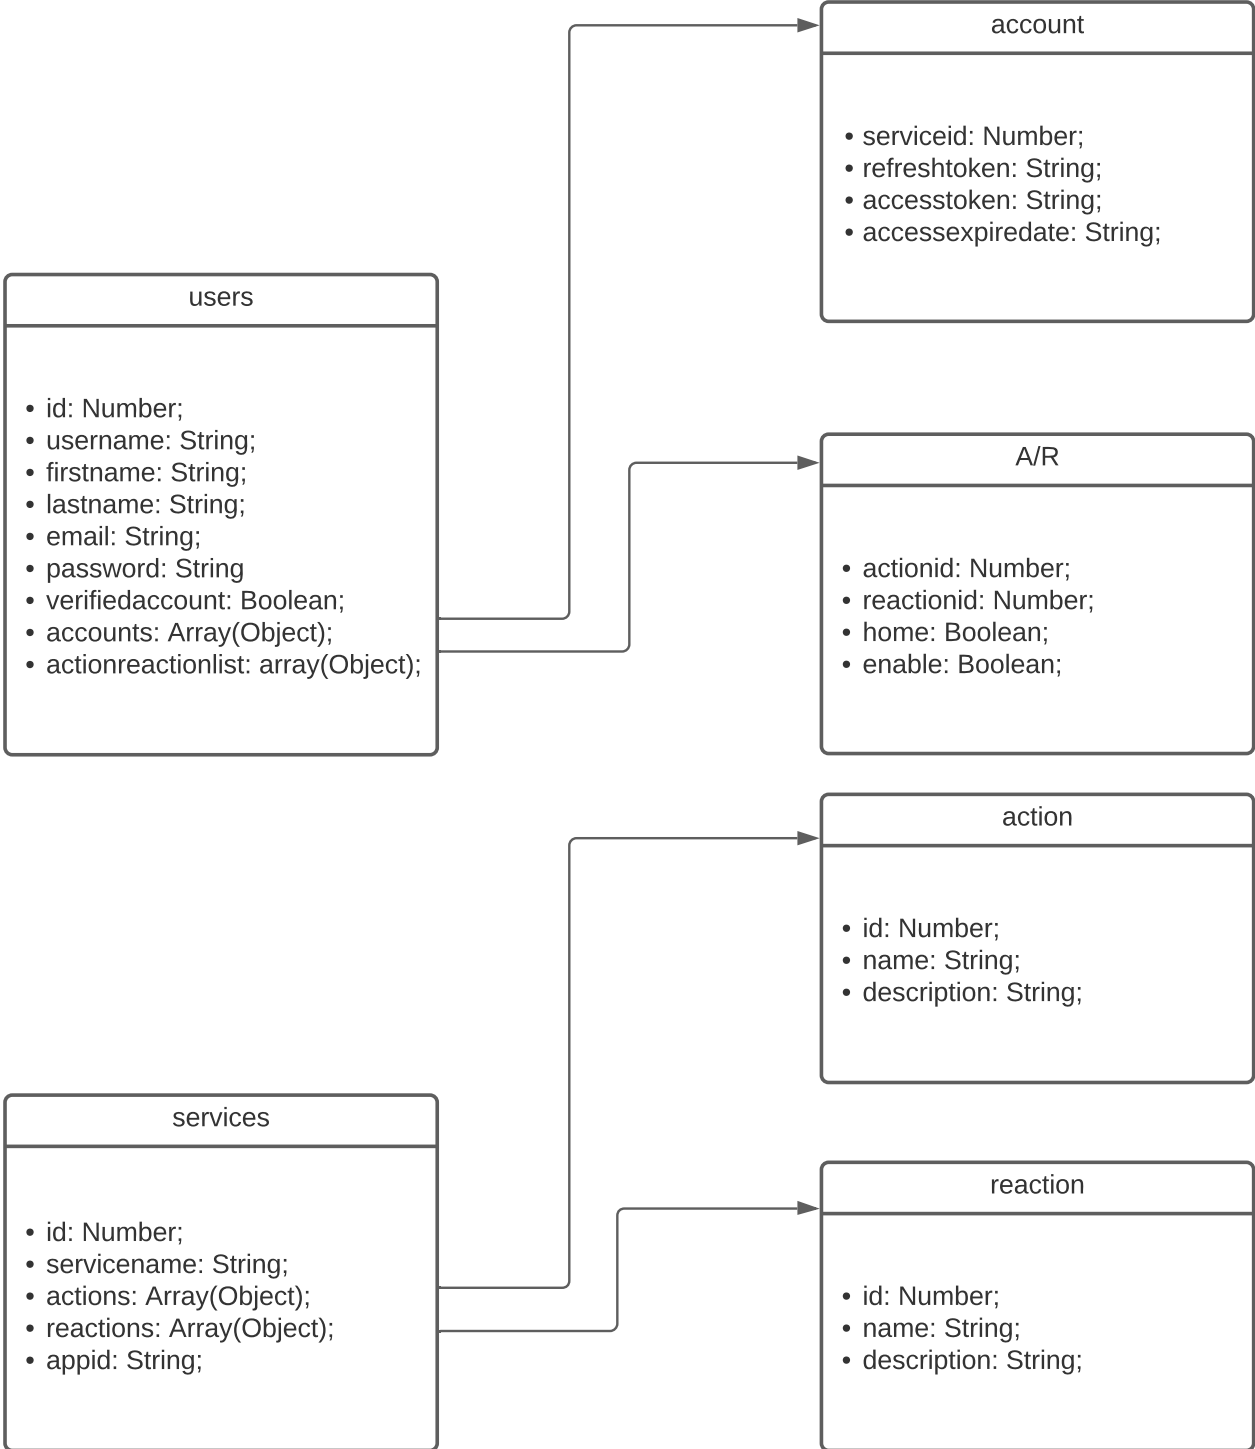 account
• serviceid: Number;
• refreshtoken: String;
• accesstoken: String;
• accessexpiredate: String;
users
• id: Number;
• username: String;
• firstname: String;
• lastname: String;
• email: String;
• password: String
• verifiedaccount: Boolean;
• accounts: Array(Object);
• actionreactionlist: array(Object);
A/R
• actionid: Number;
• reactionid: Number;
• home: Boolean;
• enable: Boolean;
action
• id: Number;
• name: String;
• description: String;
services
• id: Number;
• servicename: String;
• actions: Array(Object);
• reactions: Array(Object);
• appid: String;
reaction
• id: Number;
• name: String;
• description: String;